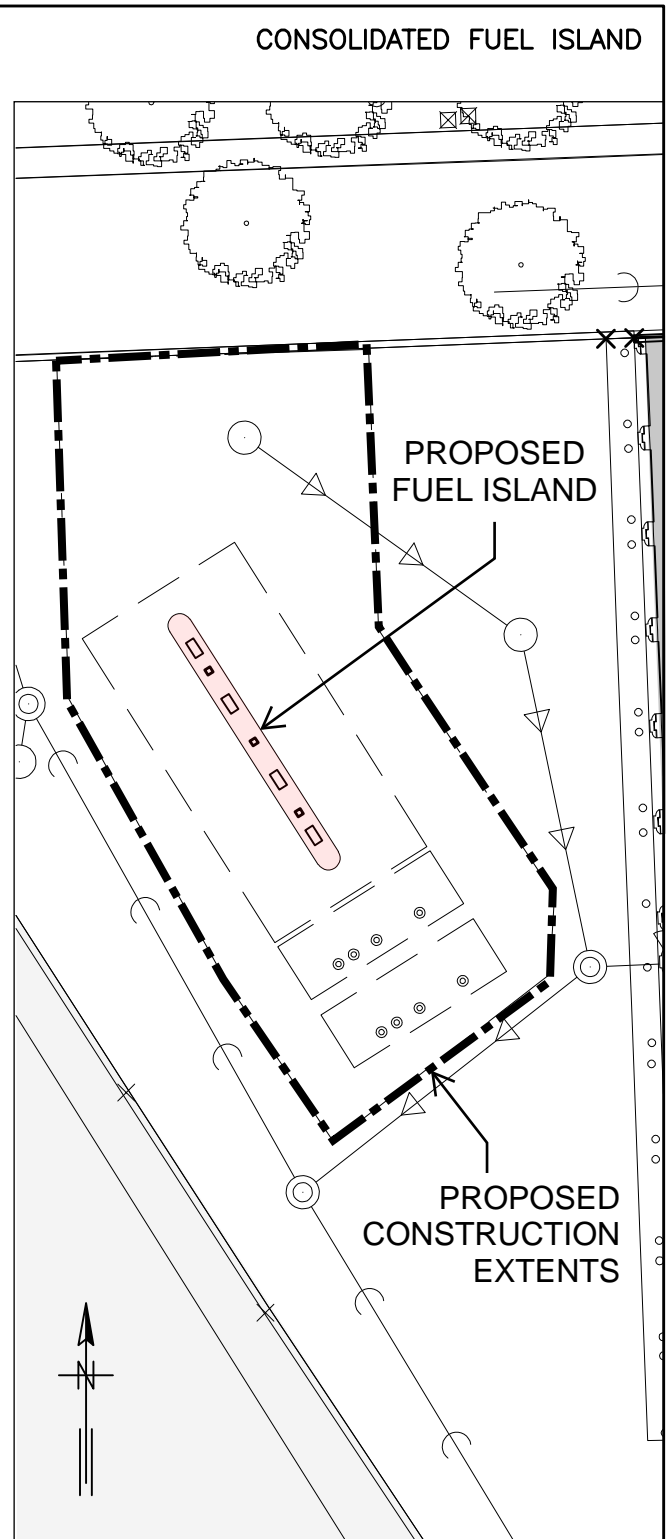 CONSOLIDATED FUEL ISLAND
PROPOSED
FUEL ISLAND
PROPOSED
CONSTRUCTION
EXTENTS
N